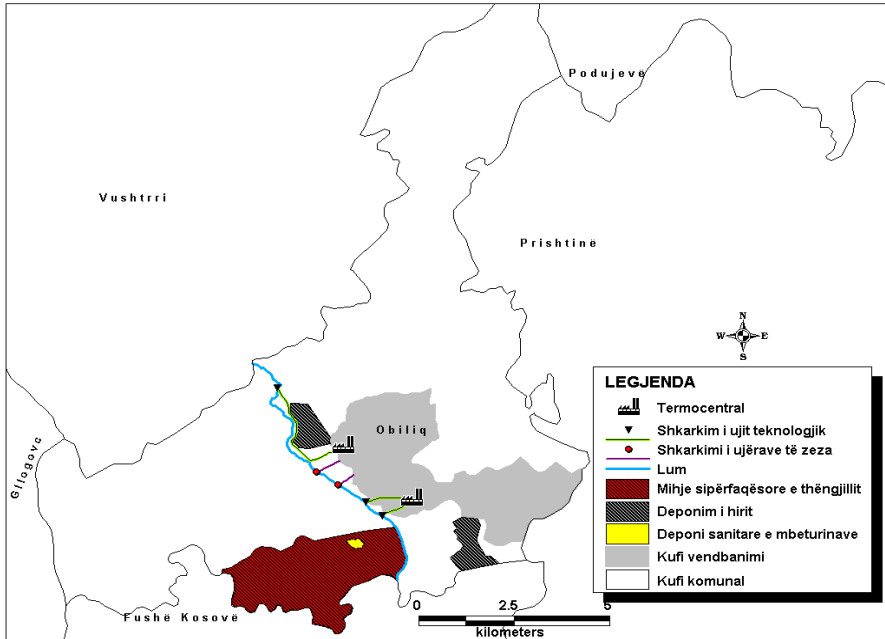 Podujevë
Vushtrri
Prishtinë
N
W E
S
Obiliq
Gllogovc
Fushë Kosovë
0 2.5 5
kilometers
LEGJENDA
Termocentral
Shkarkim i ujit teknologjik
Shkarkimi i ujërave të zeza
Lum
Mihje sipërfaqësore e thëngjillit
Deponim i hirit
Deponi sanitare e mbeturinave
Kufi vendbanimi
Kufi komunal